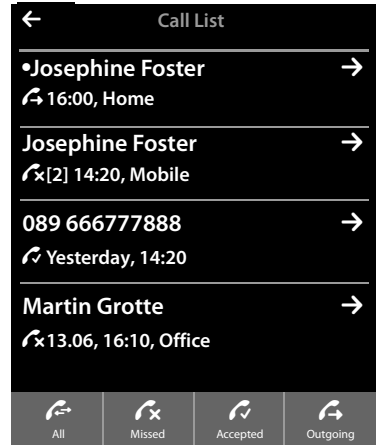 Call List
•Josephine Foster
16:00, Home
Josephine Foster
[2] 14:20, Mobile
089 666777888
Yesterday, 14:20
Martin Grotte
13.06, 16:10, Office
All Missed Accepted Outgoing